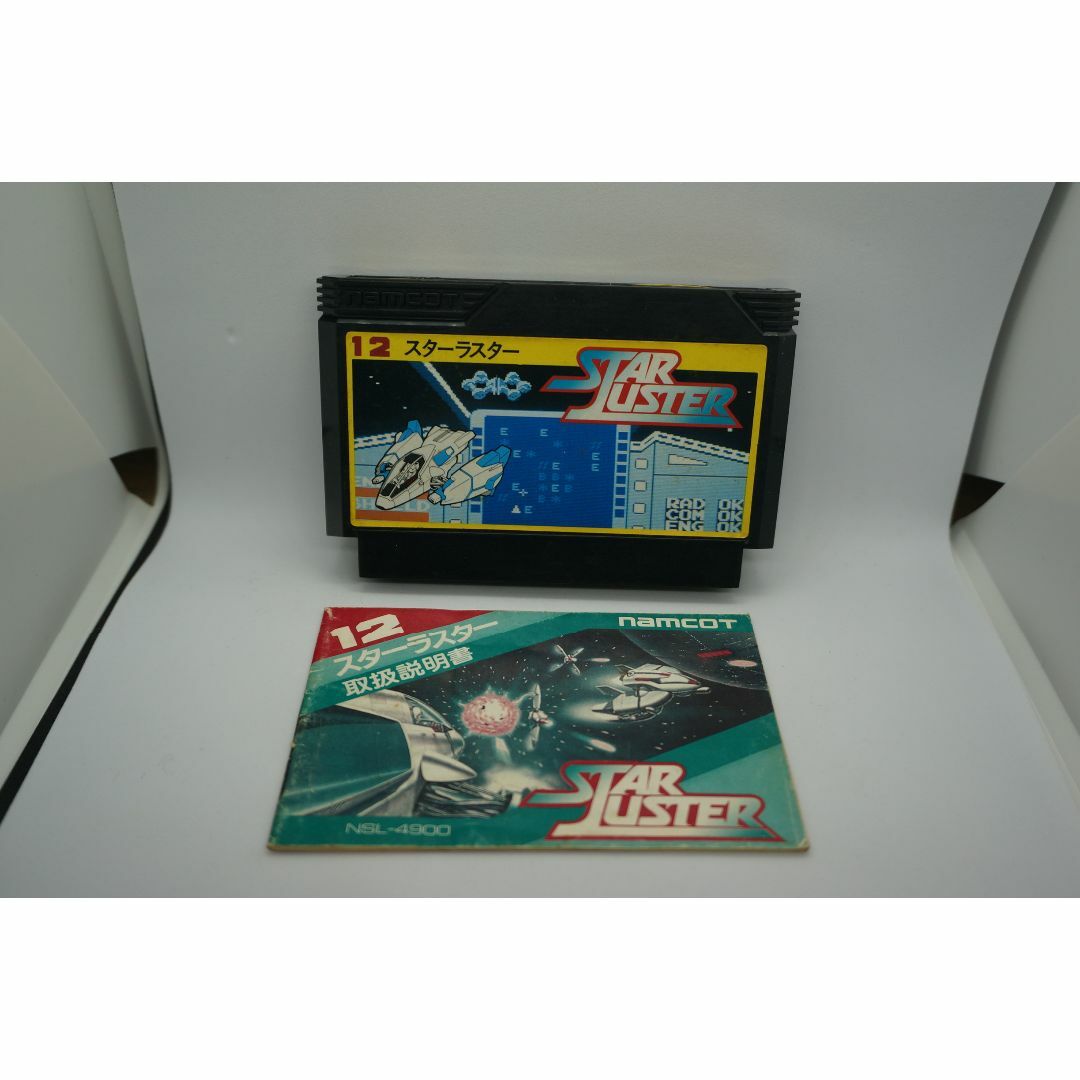 namcoT
12 スターラスター
STAR LUSTER
E E
E E
E
B B
E B
E B
E
RAD OK
COM OK
ENG OK
12
スターラスター
取扱説明書
namcoT
STAR LUSTER
NSL-4900